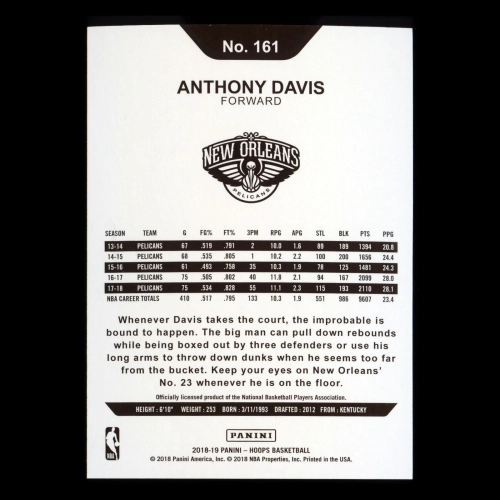 No. 161
ANTHONY DAVIS
FORWARD
NEW ORLEANS
PELICANS
SEASON TEAM G FG% FT% 3PM RPG APG STL BLK PTS PPG
13-14 PELICANS 67 .519 .791 2 10.0 1.6 89 189 1394 20.8
14-15 PELICANS 68 .535 .805 1 10.2 2.2 100 200 1656 24.4
15-16 PELICANS 61 .493 .758 35 10.3 1.9 78 125 1481 24.3
16-17 PELICANS 75 .505 .802 40 11.8 2.1 94 167 2099 28.0
17-18 PELICANS 75 .534 .828 55 11.1 2.3 115 193 2110 28.1
NBA CAREER TOTALS 410 .517 .795 133 10.3 1.9 551 986 9607 23.4
Whenever Davis takes the court, the improbable is
bound to happen. The big man can pull down rebounds
while being boxed out by three defenders or use his
long arms to throw down dunks when he seems too far
from the bucket. Keep your eyes on New Orleans'
No. 23 whenever he is on the floor.
Officially licensed product of the National Basketball Players Association.
HEIGHT: 6'10" WEIGHT: 253 BORN: 3/11/1993 DRAFTED: 2012 FROM: KENTUCKY
PANINI
NBA
2018-19 PANINI – HOOPS BASKETBALL
© 2018 Panini America, Inc. © 2018 NBA Properties, Inc. Printed in the USA.